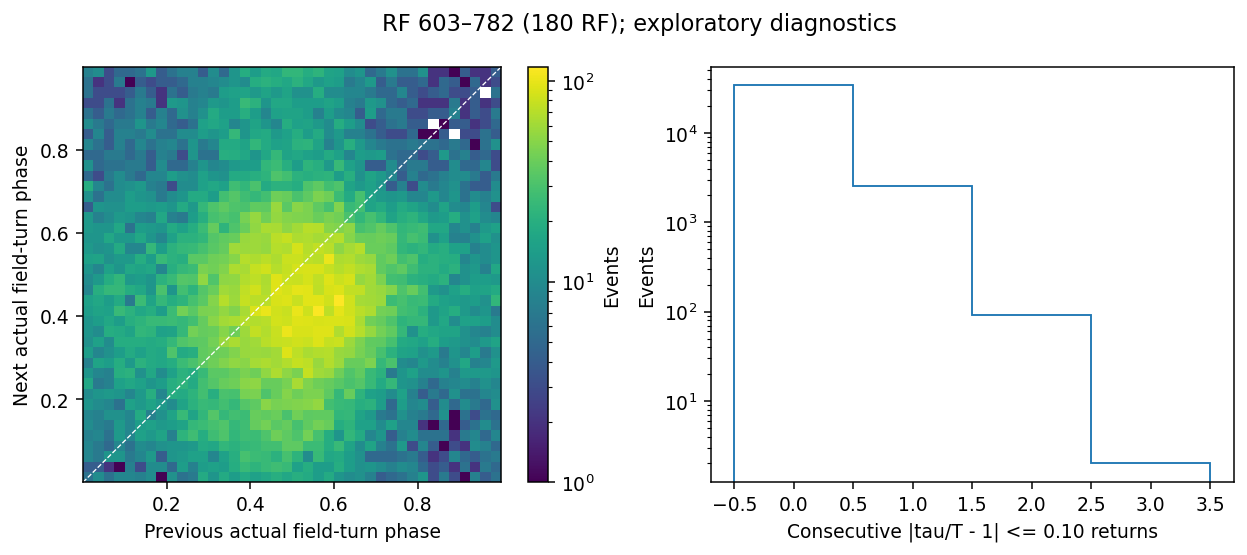 RF 603–782 (180 RF); exploratory diagnostics
Next actual field-turn phase
0.8
0.6
0.4
0.2
0.2 0.4 0.6 0.8
Previous actual field-turn phase
10²
10¹
10⁰
Events
Events
10⁴
10³
10²
10¹
−0.5 0.0 0.5 1.0 1.5 2.0 2.5 3.0 3.5
Consecutive |tau/T - 1| <= 0.10 returns